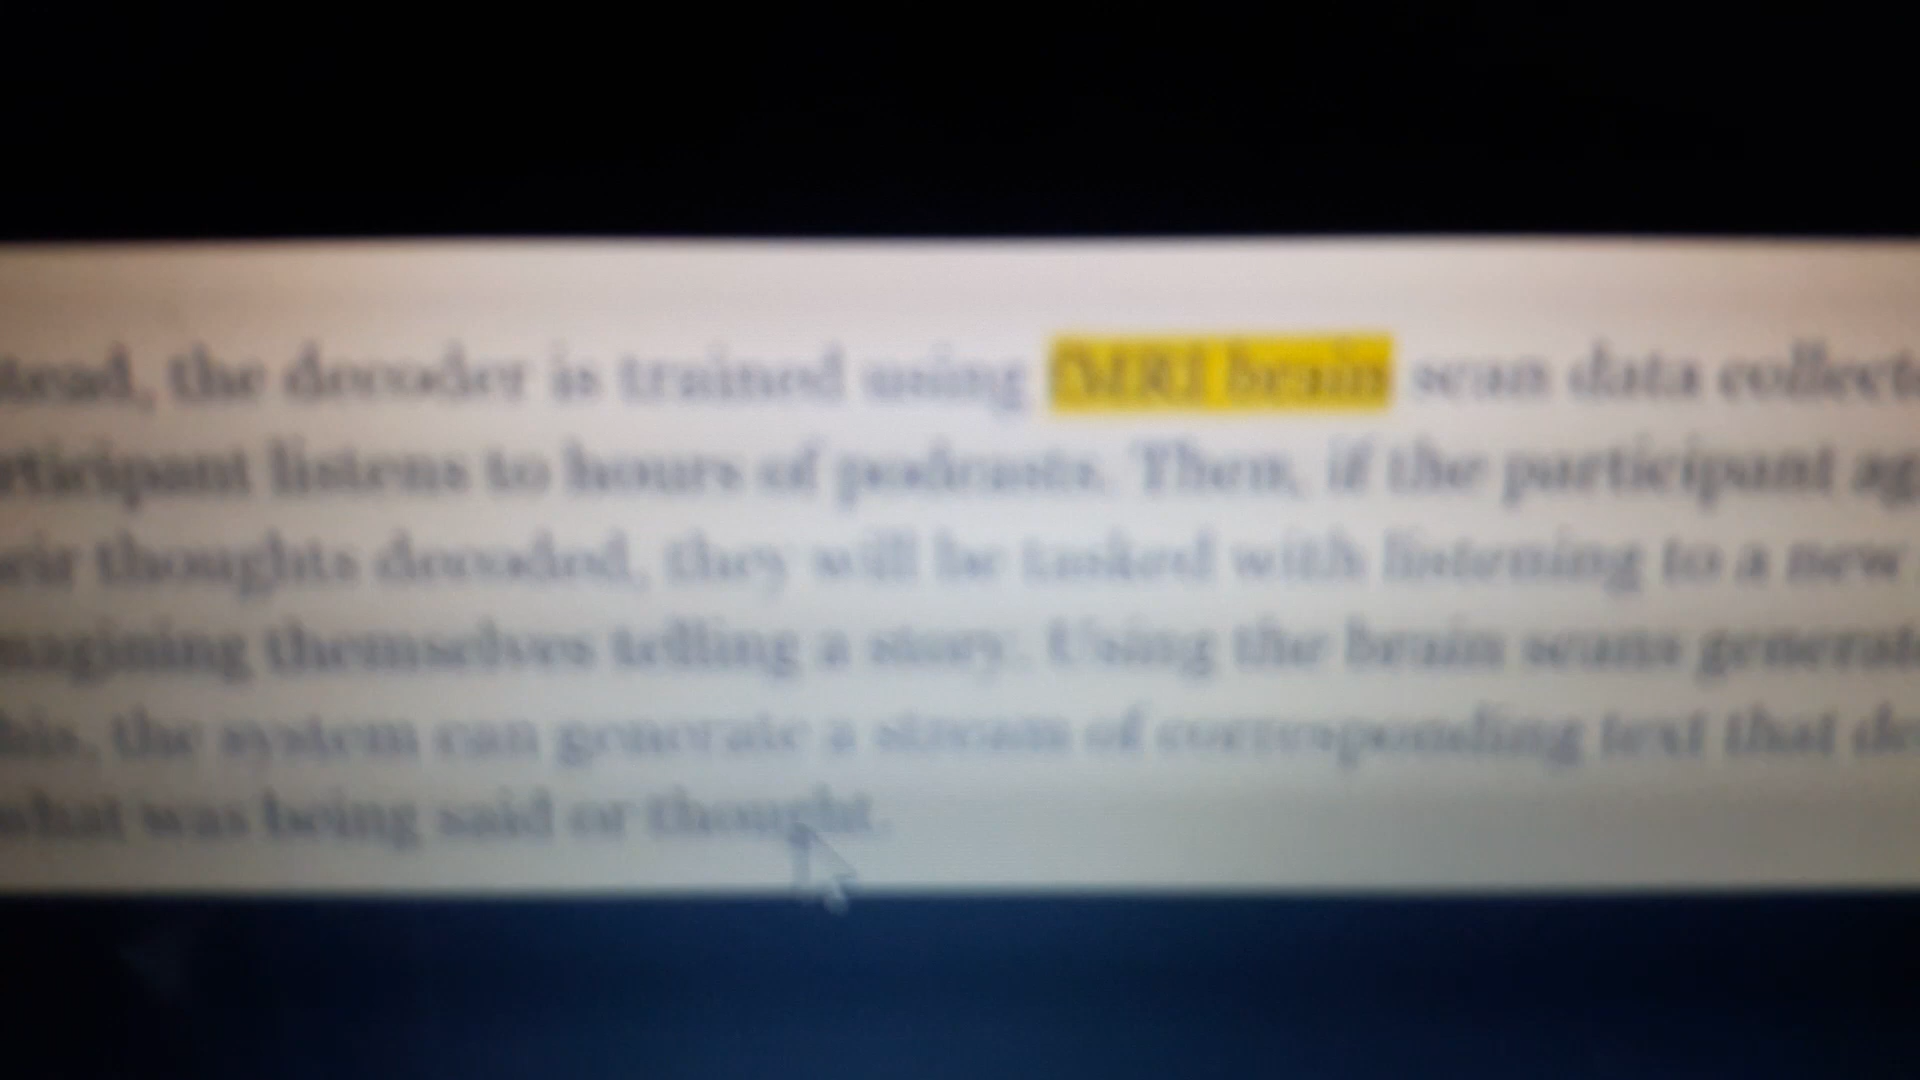 tead, the decoder is trained using fMRI brain scan data collect
rticipant listens to hours of podcasts. Then, if the participant ag
eir thoughts decoded, they will be tasked with listening to a new
magining themselves telling a story. Using the brain scans generat
his, the system can generate a stream of corresponding text that de
what was being said or thought.